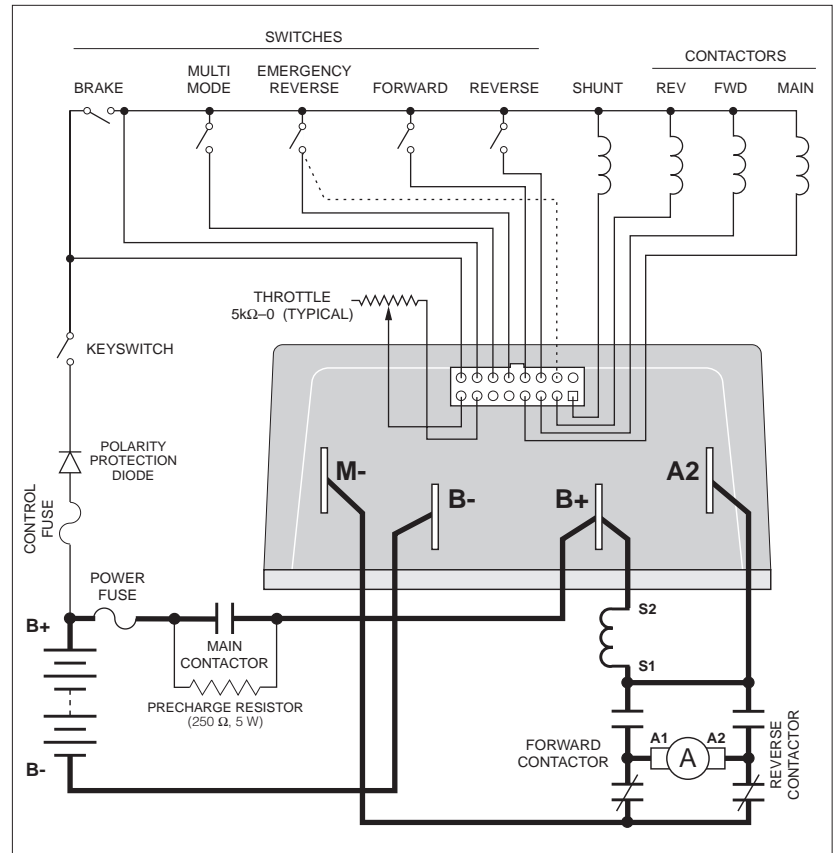 SWITCHES
CONTACTORS
BRAKE
MULTI
MODE
EMERGENCY
REVERSE
FORWARD
REVERSE
SHUNT
REV
FWD
MAIN
THROTTLE
5kΩ–0 (TYPICAL)
KEYSWITCH
POLARITY
PROTECTION
DIODE
CONTROL
FUSE
M-
B-
B+
A2
POWER
FUSE
B+
MAIN
CONTACTOR
PRECHARGE RESISTOR
(250 Ω, 5 W)
B-
S2
S1
FORWARD
CONTACTOR
A1
A
A2
REVERSE
CONTACTOR